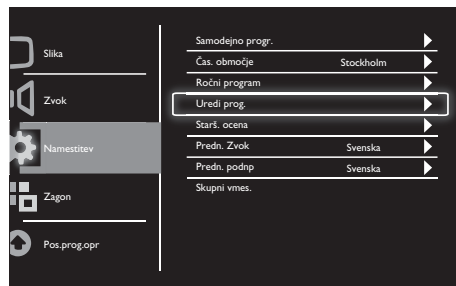 Slika
Zvok
Namestitev
Zagon
Pos.prog.opr
Samodejno progr.
Čas. območje Stockholm
Ročni program
Uredi prog.
Starš. ocena
Predn. Zvok Svenska
Predn. podnp Svenska
Skupni vmes.